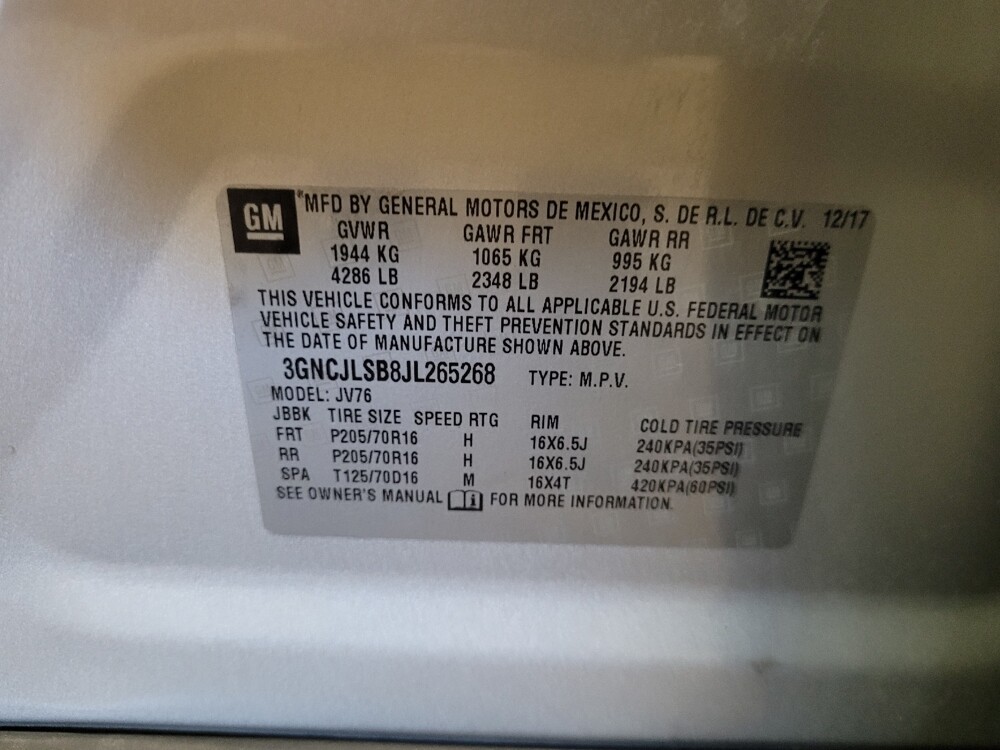 GM
*MFD BY GENERAL MOTORS DE MEXICO, S. DE R.L. DE C.V. 12/17
GVWR GAWR FRT GAWR RR
1944 KG 1065 KG 995 KG
4286 LB 2348 LB 2194 LB
THIS VEHICLE CONFORMS TO ALL APPLICABLE U.S. FEDERAL MOTOR
VEHICLE SAFETY AND THEFT PREVENTION STANDARDS IN EFFECT ON
THE DATE OF MANUFACTURE SHOWN ABOVE.
3GNCJLSB8JL265268 TYPE: M.P.V.
MODEL: JV76
JBBK TIRE SIZE SPEED RTG RIM COLD TIRE PRESSURE
FRT P205/70R16 H 16X6.5J 240KPA(35PSI)
RR P205/70R16 H 16X6.5J 240KPA(35PSI)
SPA T125/70D16 M 16X4T 420KPA(60PSI)
SEE OWNER'S MANUAL i FOR MORE INFORMATION.